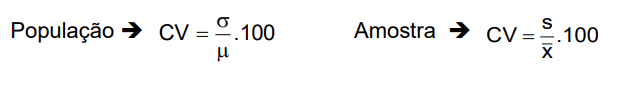 População ➔ CV = σ/μ .100 Amostra ➔ CV = s/x̄ .100